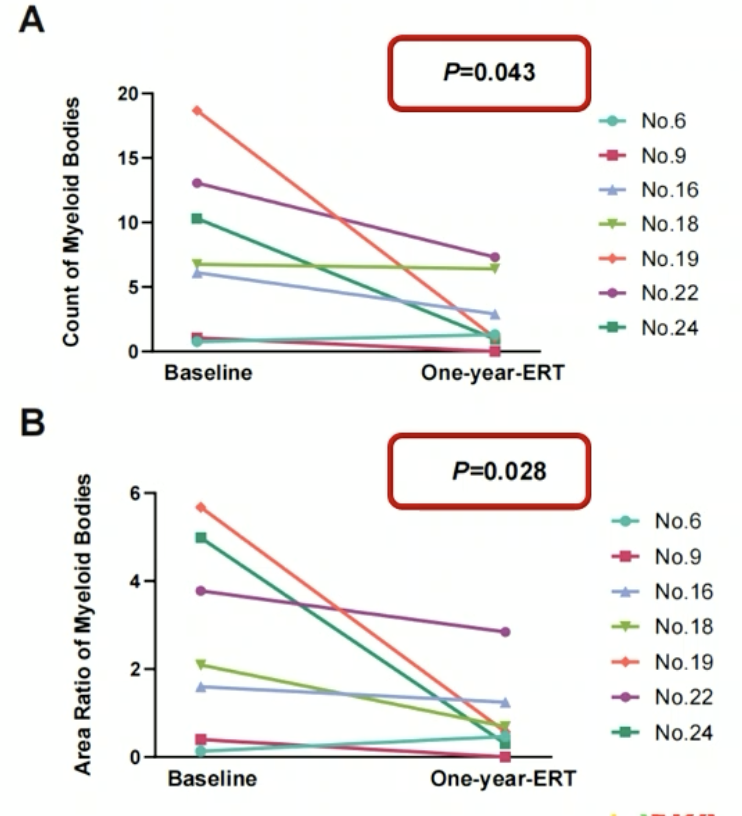 A
P=0.043
Count of Myeloid Bodies
20
15
10
5
0
Baseline
One-year-ERT
No.6
No.9
No.16
No.18
No.19
No.22
No.24
B
P=0.028
Area Ratio of Myeloid Bodies
6
4
2
0
Baseline
One-year-ERT
No.6
No.9
No.16
No.18
No.19
No.22
No.24